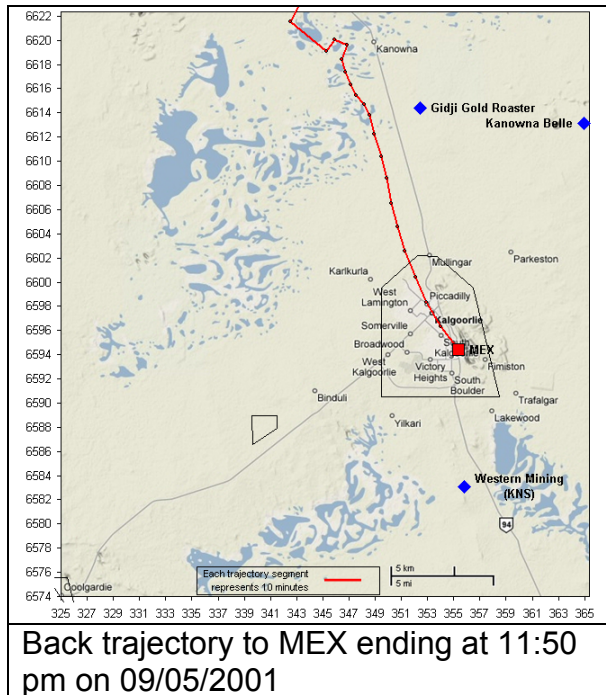 6622
6620
6618
6616
6614
6612
6610
6608
6606
6604
6602
6600
6598
6596
6594
6592
6590
6588
6586
6584
6582
6580
6578
6576
6574
Kanowna
Gidji Gold Roaster
Kanowna Belle
Mullingar
Parkeston
Karlkurla
West
Lamington
Piccadilly
Somerville
Kalgoorlie
Broadwood
South
Kalgoorlie
MEX
West
Kalgoorlie
Victory
Heights
Fimiston
South
Boulder
Binduli
Trafalgar
Yilkari
Lakewood
Western Mining
(KNS)
94
Coolgardie
Each trajectory segment
represents 10 minutes
5 km
5 mi
325 327 329 331 333 335 337 339 341 343 345 347 349 351 353 355 357 359 361 363 365
Back trajectory to MEX ending at 11:50
pm on 09/05/2001